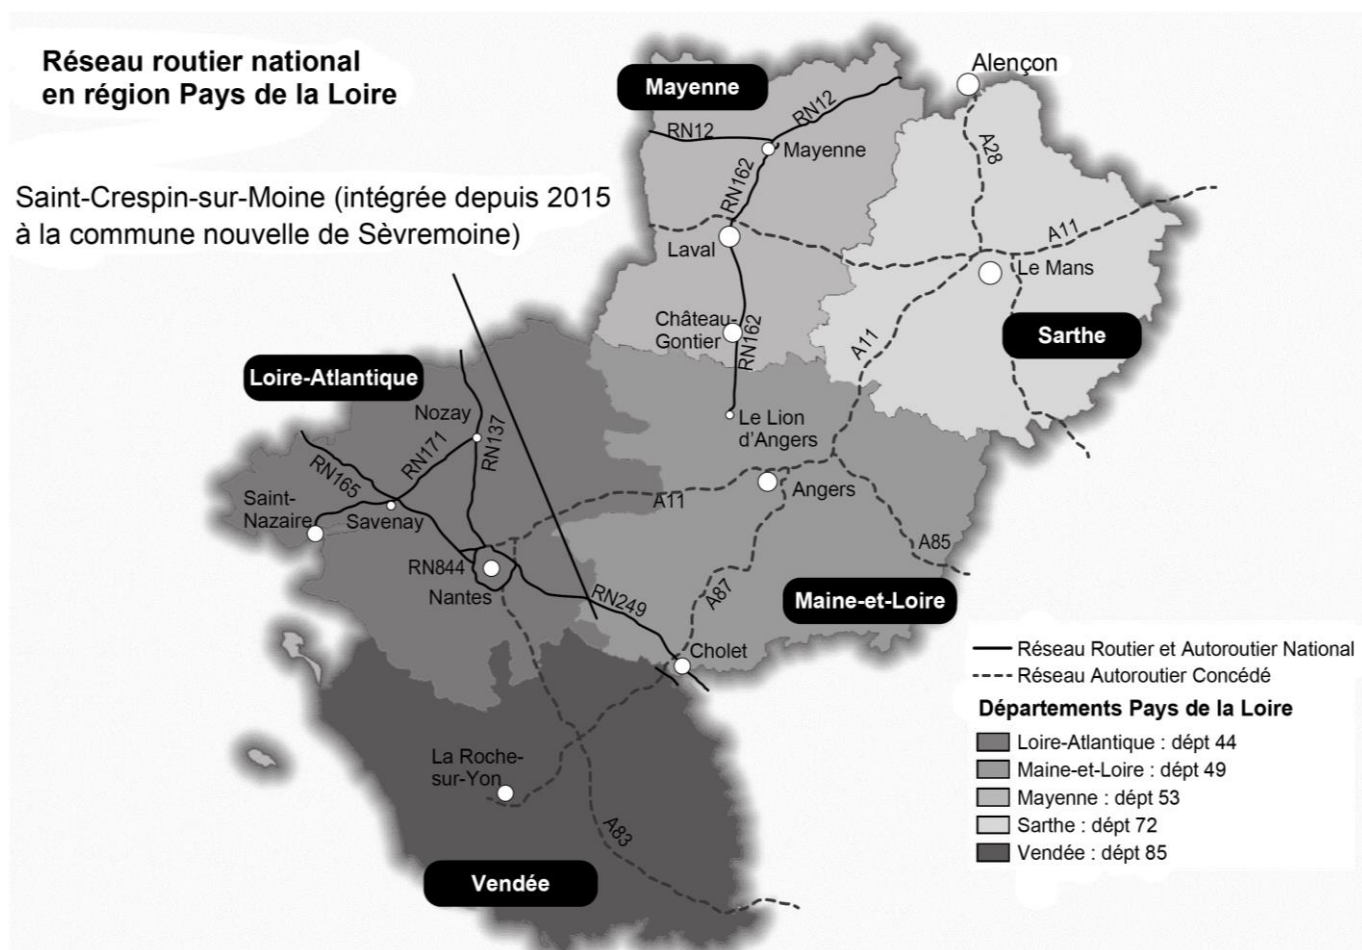 Réseau routier national
en région Pays de la Loire
Saint-Crespin-sur-Moine (intégrée depuis 2015
à la commune nouvelle de Sèvremoine)
Mayenne
Alençon
RN12
RN12
Mayenne
A28
RN162
A11
Laval
Le Mans
Château-
Gontier
RN162
A11
Sarthe
Loire-Atlantique
Nozay
Le Lion
d'Angers
RN137
RN171
RN165
A11
Angers
Saint-
Nazaire
Savenay
A85
RN844
Nantes
RN249
A87
Maine-et-Loire
Cholet
Réseau Routier et Autoroutier National
Réseau Autoroutier Concédé
Départements Pays de la Loire
Loire-Atlantique : dépt 44
Maine-et-Loire : dépt 49
Mayenne : dépt 53
Sarthe : dépt 72
Vendée : dépt 85
La Roche-
sur-Yon
A83
Vendée